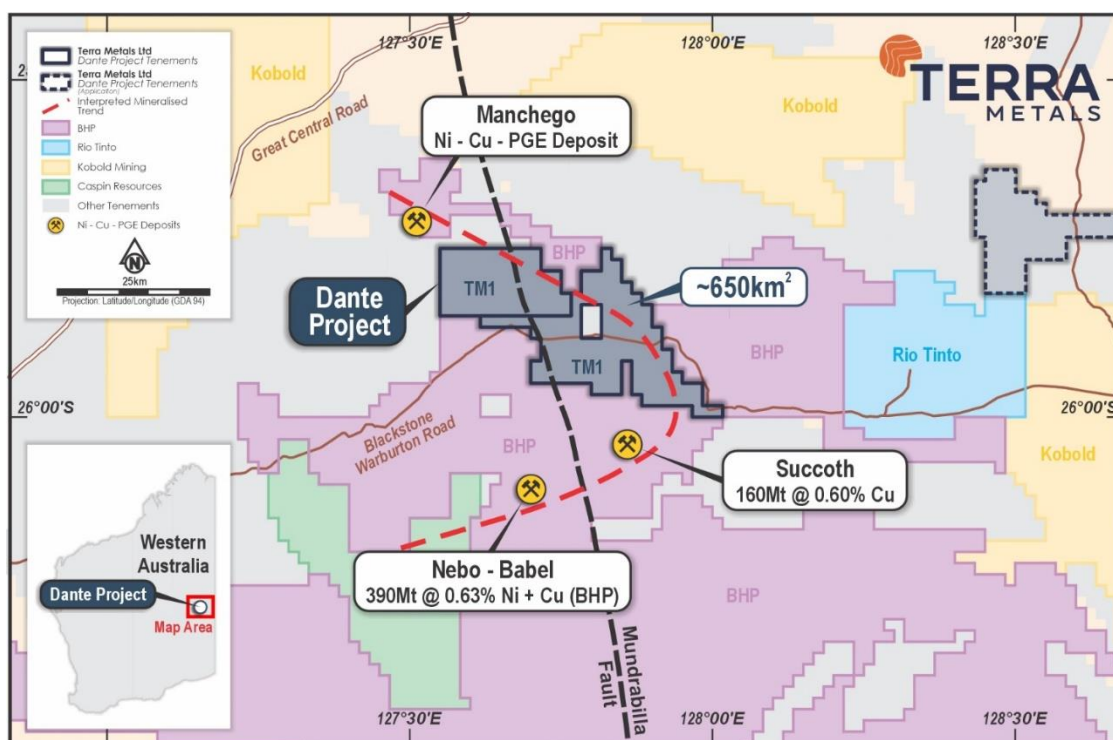 127°30'E
128°00'E
128°30'E
Terra Metals Ltd
Dante Project Tenements
Terra Metals Ltd
Dante Project Tenements
(Application)
Interpreted Mineralised
Trend
BHP
Rio Tinto
Kobold Mining
Caspin Resources
Other Tenements
Ni - Cu - PGE Deposits
N
25km
Projection: Latitude/Longitude (GDA 94)
TERRA
METALS
Kobold
Kobold
Great Central Road
Manchego
Ni - Cu - PGE Deposit
BHP
Dante
Project
TM1
~650km²
BHP
Rio Tinto
TM1
26°00'S
26°00'S
Blackstone
Warburton Road
BHP
Kobold
Succoth
160Mt @ 0.60% Cu
Nebo - Babel
390Mt @ 0.63% Ni + Cu (BHP)
BHP
Western
Australia
Dante Project
Map Area
Mundrabilla
Fault
127°30'E
128°00'E
128°30'E